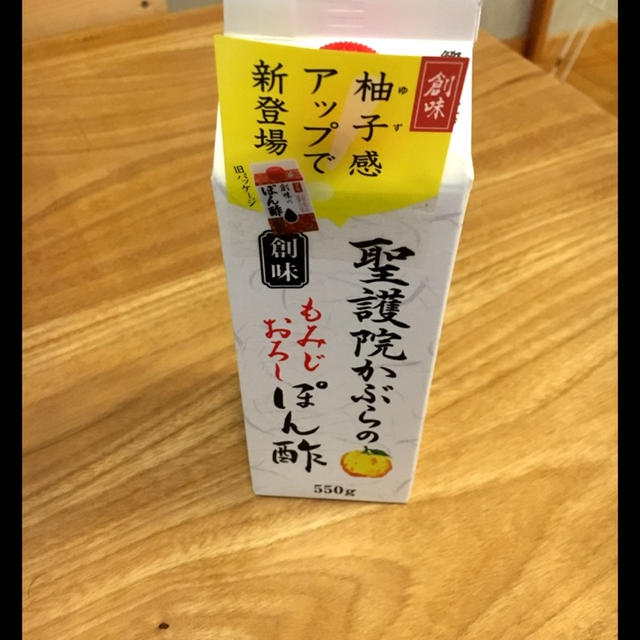 創味
柚子感
ゆず
アップで
新登場
旧パッケージ
創味の
ぽん酢
創味
聖護院かぶらの
もみじ
おろし
ぽん酢
550g